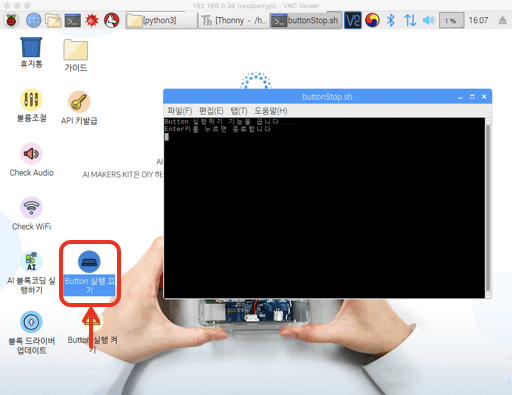 192.168.0.36 (raspberrypi) - VNC Viewer
[python3]
[Thonny - /h...
buttonStop.sh
1 %
16:07
휴지통
가이드
볼륨조절
API 키발급
Check Audio
AI
AI MAKERS KIT은 DIY 하
Check WiFi
AI 블록코딩 실
행하기
Button 실행 끄
기
블록 드라이버
업데이트
Button 실행 켜
기
buttonStop.sh
파일(F) 편집(E) 탭(T) 도움말(H)
Button 실행하기 기능을 끕니다...
Enter키를 누르면 종료합니다